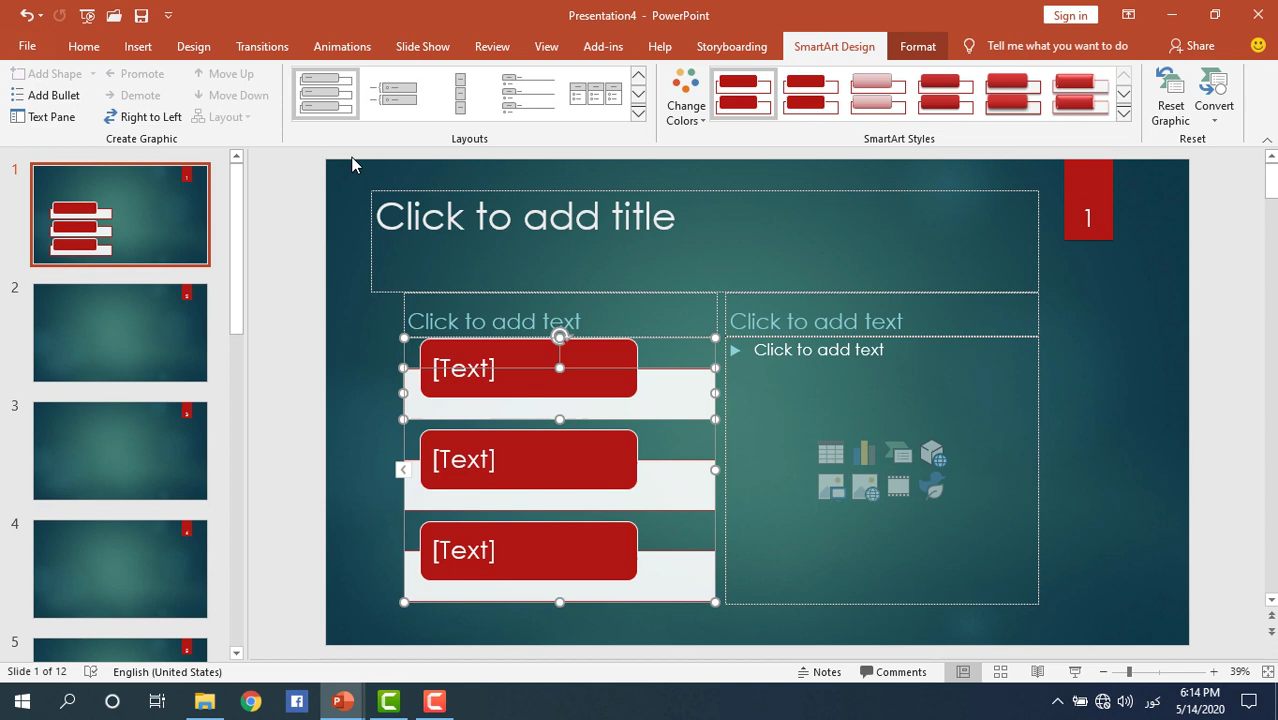 Presentation4 - PowerPoint
Sign in
File
Home
Insert
Design
Transitions
Animations
Slide Show
Review
View
Add-ins
Help
Storyboarding
SmartArt Design
Format
Tell me what you want to do
Share
Add Shape
Promote
Move Up
Add Bullet
Demote
Move Down
Text Pane
Right to Left
Layout
Create Graphic
Layouts
Change
Colors
SmartArt Styles
Reset
Graphic
Convert
Reset
1
2
3
4
5
Click to add title
1
Click to add text
Click to add text
[Text]
[Text]
[Text]
Click to add text
Slide 1 of 12
English (United States)
Notes
Comments
39%
كور
6:14 PM
5/14/2020